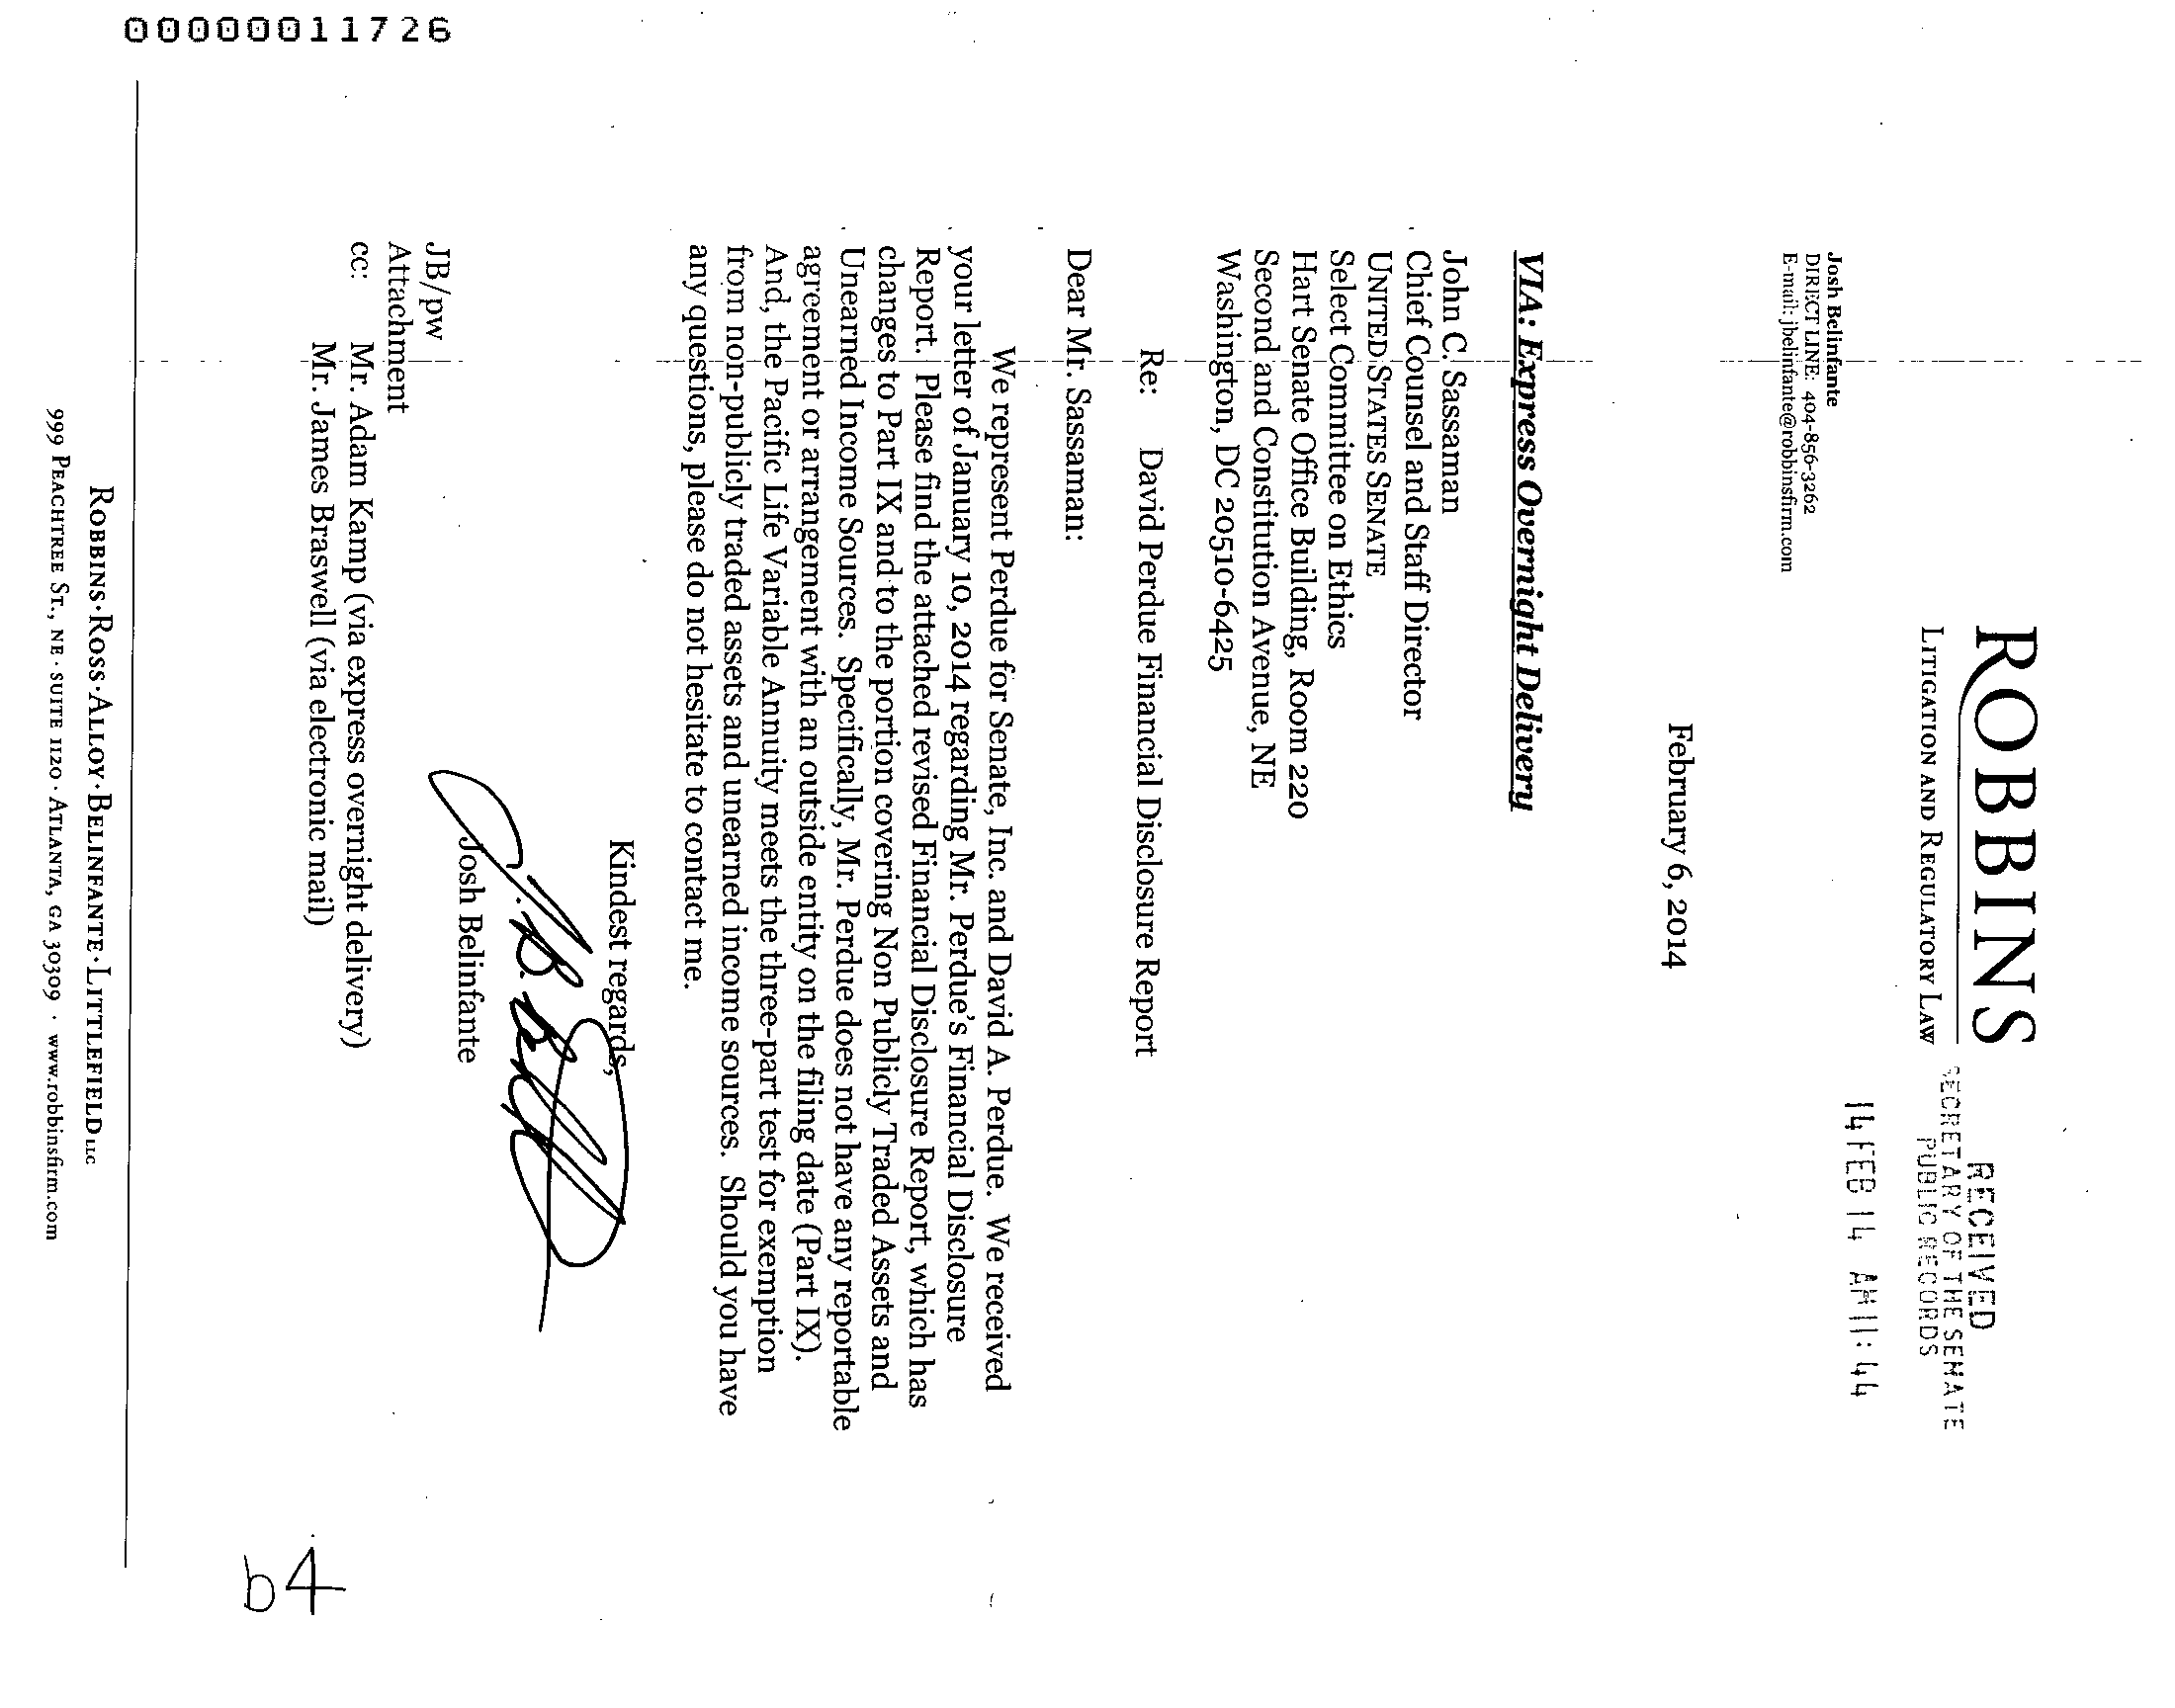 00000011726
ROBBINS
LITIGATION AND REGULATORY LAW
RECEIVED
SECRETARY OF THE SENATE
PUBLIC RECORDS
14 FEB 14 AM 11:44
Josh Belinfante
DIRECT LINE: 404-856-3262
E-mail: jbelinfante@robbinsfirm.com
February 6, 2014
VIA: Express Overnight Delivery
John C. Sassaman
Chief Counsel and Staff Director
UNITED STATES SENATE
Select Committee on Ethics
Hart Senate Office Building, Room 220
Second and Constitution Avenue, NE
Washington, DC 20510-6425
Re: David Perdue Financial Disclosure Report
Dear Mr. Sassaman:
We represent Perdue for Senate, Inc. and David A. Perdue. We received
your letter of January 10, 2014 regarding Mr. Perdue's Financial Disclosure
Report. Please find the attached revised Financial Disclosure Report, which has
changes to Part IX and to the portion covering Non Publicly Traded Assets and
Unearned Income Sources. Specifically, Mr. Perdue does not have any reportable
agreement or arrangement with an outside entity on the filing date (Part IX).
And, the Pacific Life Variable Annuity meets the three-part test for exemption
from non-publicly traded assets and unearned income sources. Should you have
any questions, please do not hesitate to contact me.
Kindest regards,
Josh Belinfante
JB/pw
Attachment
cc: Mr. Adam Kamp (via express overnight delivery)
Mr. James Braswell (via electronic mail)
ROBBINS·ROSS·ALLOY·BELINFANTE·LITTLEFIELD LLC
999 PEACHTREE ST., NE · SUITE 1120 · ATLANTA, GA 30309 · www.robbinsfirm.com
b4